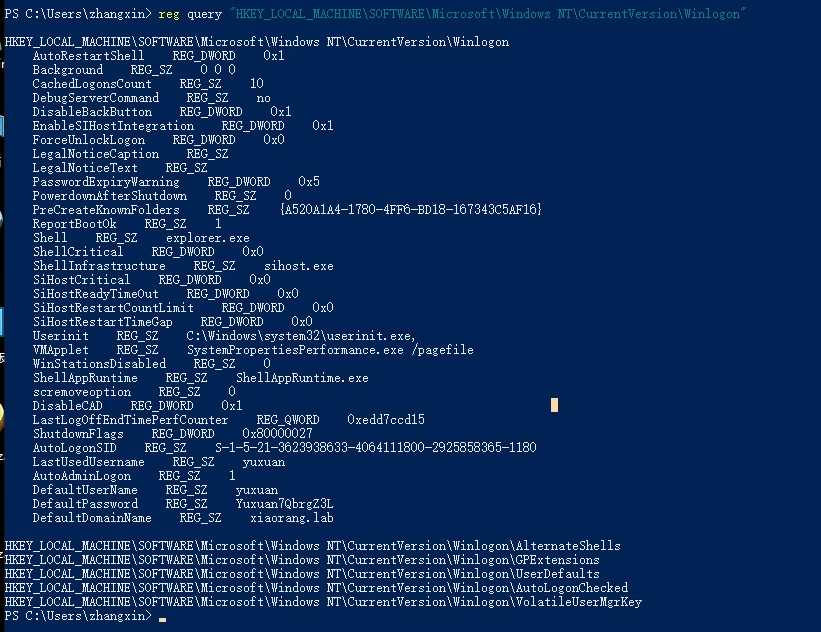 PS C:\Users\zhangxin> reg query "HKEY_LOCAL_MACHINE\SOFTWARE\Microsoft\Windows NT\CurrentVersion\Winlogon"
HKEY_LOCAL_MACHINE\SOFTWARE\Microsoft\Windows NT\CurrentVersion\Winlogon
AutoRestartShell    REG_DWORD    0x1
Background    REG_SZ    0 0 0
CachedLogonsCount    REG_SZ    10
DebugServerCommand    REG_SZ    no
DisableBackButton    REG_DWORD    0x1
EnableSIHostIntegration    REG_DWORD    0x1
ForceUnlockLogon    REG_DWORD    0x0
LegalNoticeCaption    REG_SZ
LegalNoticeText    REG_SZ
PasswordExpiryWarning    REG_DWORD    0x5
PowerdownAfterShutdown    REG_SZ    0
PreCreateKnownFolders    REG_SZ    {A520A1A4-1780-4FF6-BD18-167343C5AF16}
ReportBootOk    REG_SZ    1
Shell    REG_SZ    explorer.exe
ShellCritical    REG_DWORD    0x0
ShellInfrastructure    REG_SZ    sihost.exe
SiHostCritical    REG_DWORD    0x0
SiHostReadyTimeOut    REG_DWORD    0x0
SiHostRestartCountLimit    REG_DWORD    0x0
SiHostRestartTimeGap    REG_DWORD    0x0
Userinit    REG_SZ    C:\Windows\system32\userinit.exe,
VMApplet    REG_SZ    SystemPropertiesPerformance.exe /pagefile
WinStationsDisabled    REG_SZ    0
ShellAppRuntime    REG_SZ    ShellAppRuntime.exe
scremoveoption    REG_SZ    0
DisableCAD    REG_DWORD    0x1
LastLogOffEndTimePerfCounter    REG_QWORD    0xedd7ccd15
ShutdownFlags    REG_DWORD    0x80000027
AutoLogonSID    REG_SZ    S-1-5-21-3623938633-4064111800-2925858365-1180
LastUsedUsername    REG_SZ    yuxuan
AutoAdminLogon    REG_SZ    1
DefaultUserName    REG_SZ    yuxuan
DefaultPassword    REG_SZ    Yuxuan7QbrgZ3L
DefaultDomainName    REG_SZ    xiaorang.lab
HKEY_LOCAL_MACHINE\SOFTWARE\Microsoft\Windows NT\CurrentVersion\Winlogon\AlternateShells
HKEY_LOCAL_MACHINE\SOFTWARE\Microsoft\Windows NT\CurrentVersion\Winlogon\GPExtensions
HKEY_LOCAL_MACHINE\SOFTWARE\Microsoft\Windows NT\CurrentVersion\Winlogon\UserDefaults
HKEY_LOCAL_MACHINE\SOFTWARE\Microsoft\Windows NT\CurrentVersion\Winlogon\AutoLogonChecked
HKEY_LOCAL_MACHINE\SOFTWARE\Microsoft\Windows NT\CurrentVersion\Winlogon\VolatileUserMgrKey
PS C:\Users\zhangxin>